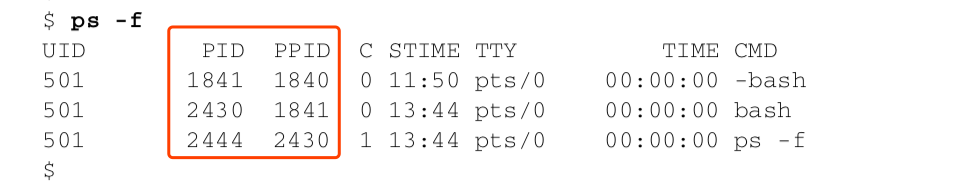 $ ps -f
UID PID PPID C STIME TTY TIME CMD
501 1841 1840 0 11:50 pts/0 00:00:00 -bash
501 2430 1841 0 13:44 pts/0 00:00:00 bash
501 2444 2430 1 13:44 pts/0 00:00:00 ps -f
$